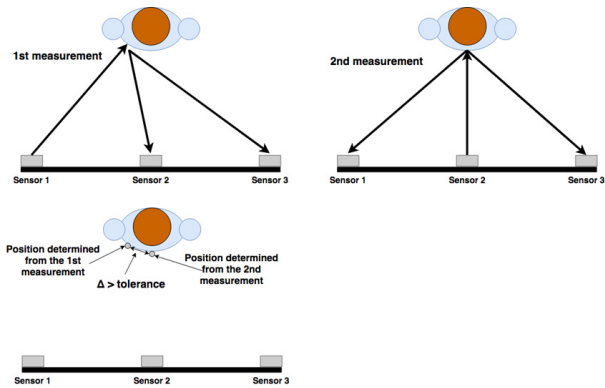 1st measurement
Sensor 1
Sensor 2
Sensor 3
2nd measurement
Sensor 1
Sensor 2
Sensor 3
Position determined
from the 1st
measurement
Position determined
from the 2nd
measurement
Δ > tolerance
Sensor 1
Sensor 2
Sensor 3